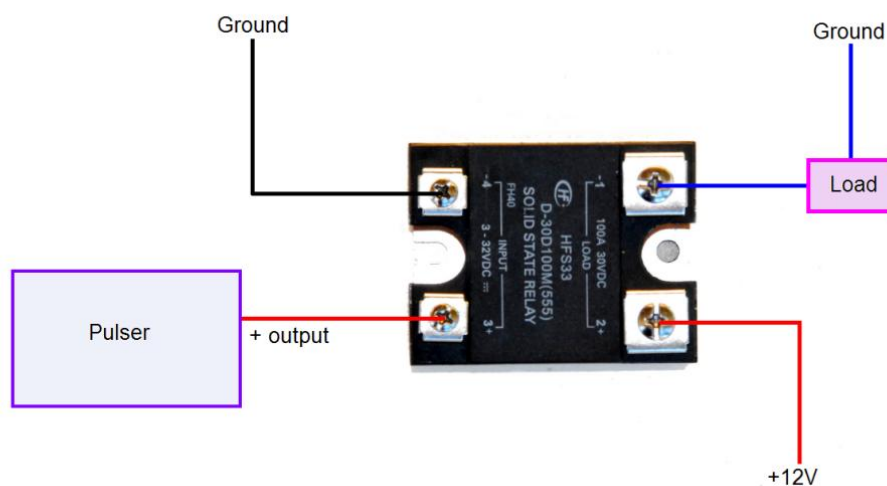 Ground
Ground
-4
FH40
3 - 32VDC
INPUT
3+
SOLID STATE RELAY
D-30D100M(555)
HFS33
HF
-1
100A 30VDC
LOAD
2+
Load
Pulser
+ output
+12V